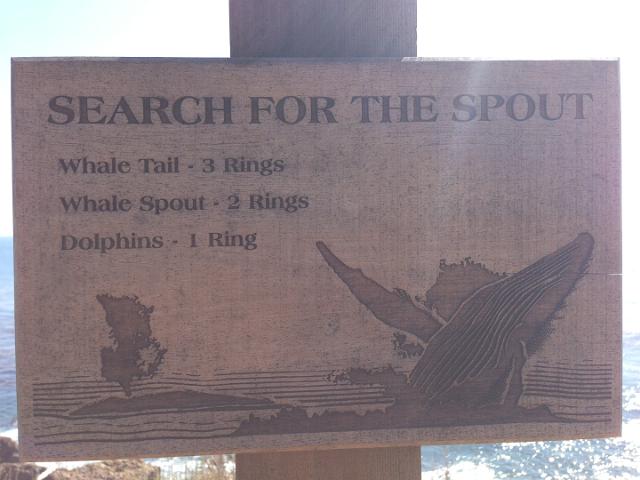 SEARCH FOR THE SPOUT
Whale Tail - 3 Rings
Whale Spout - 2 Rings
Dolphins - 1 Ring